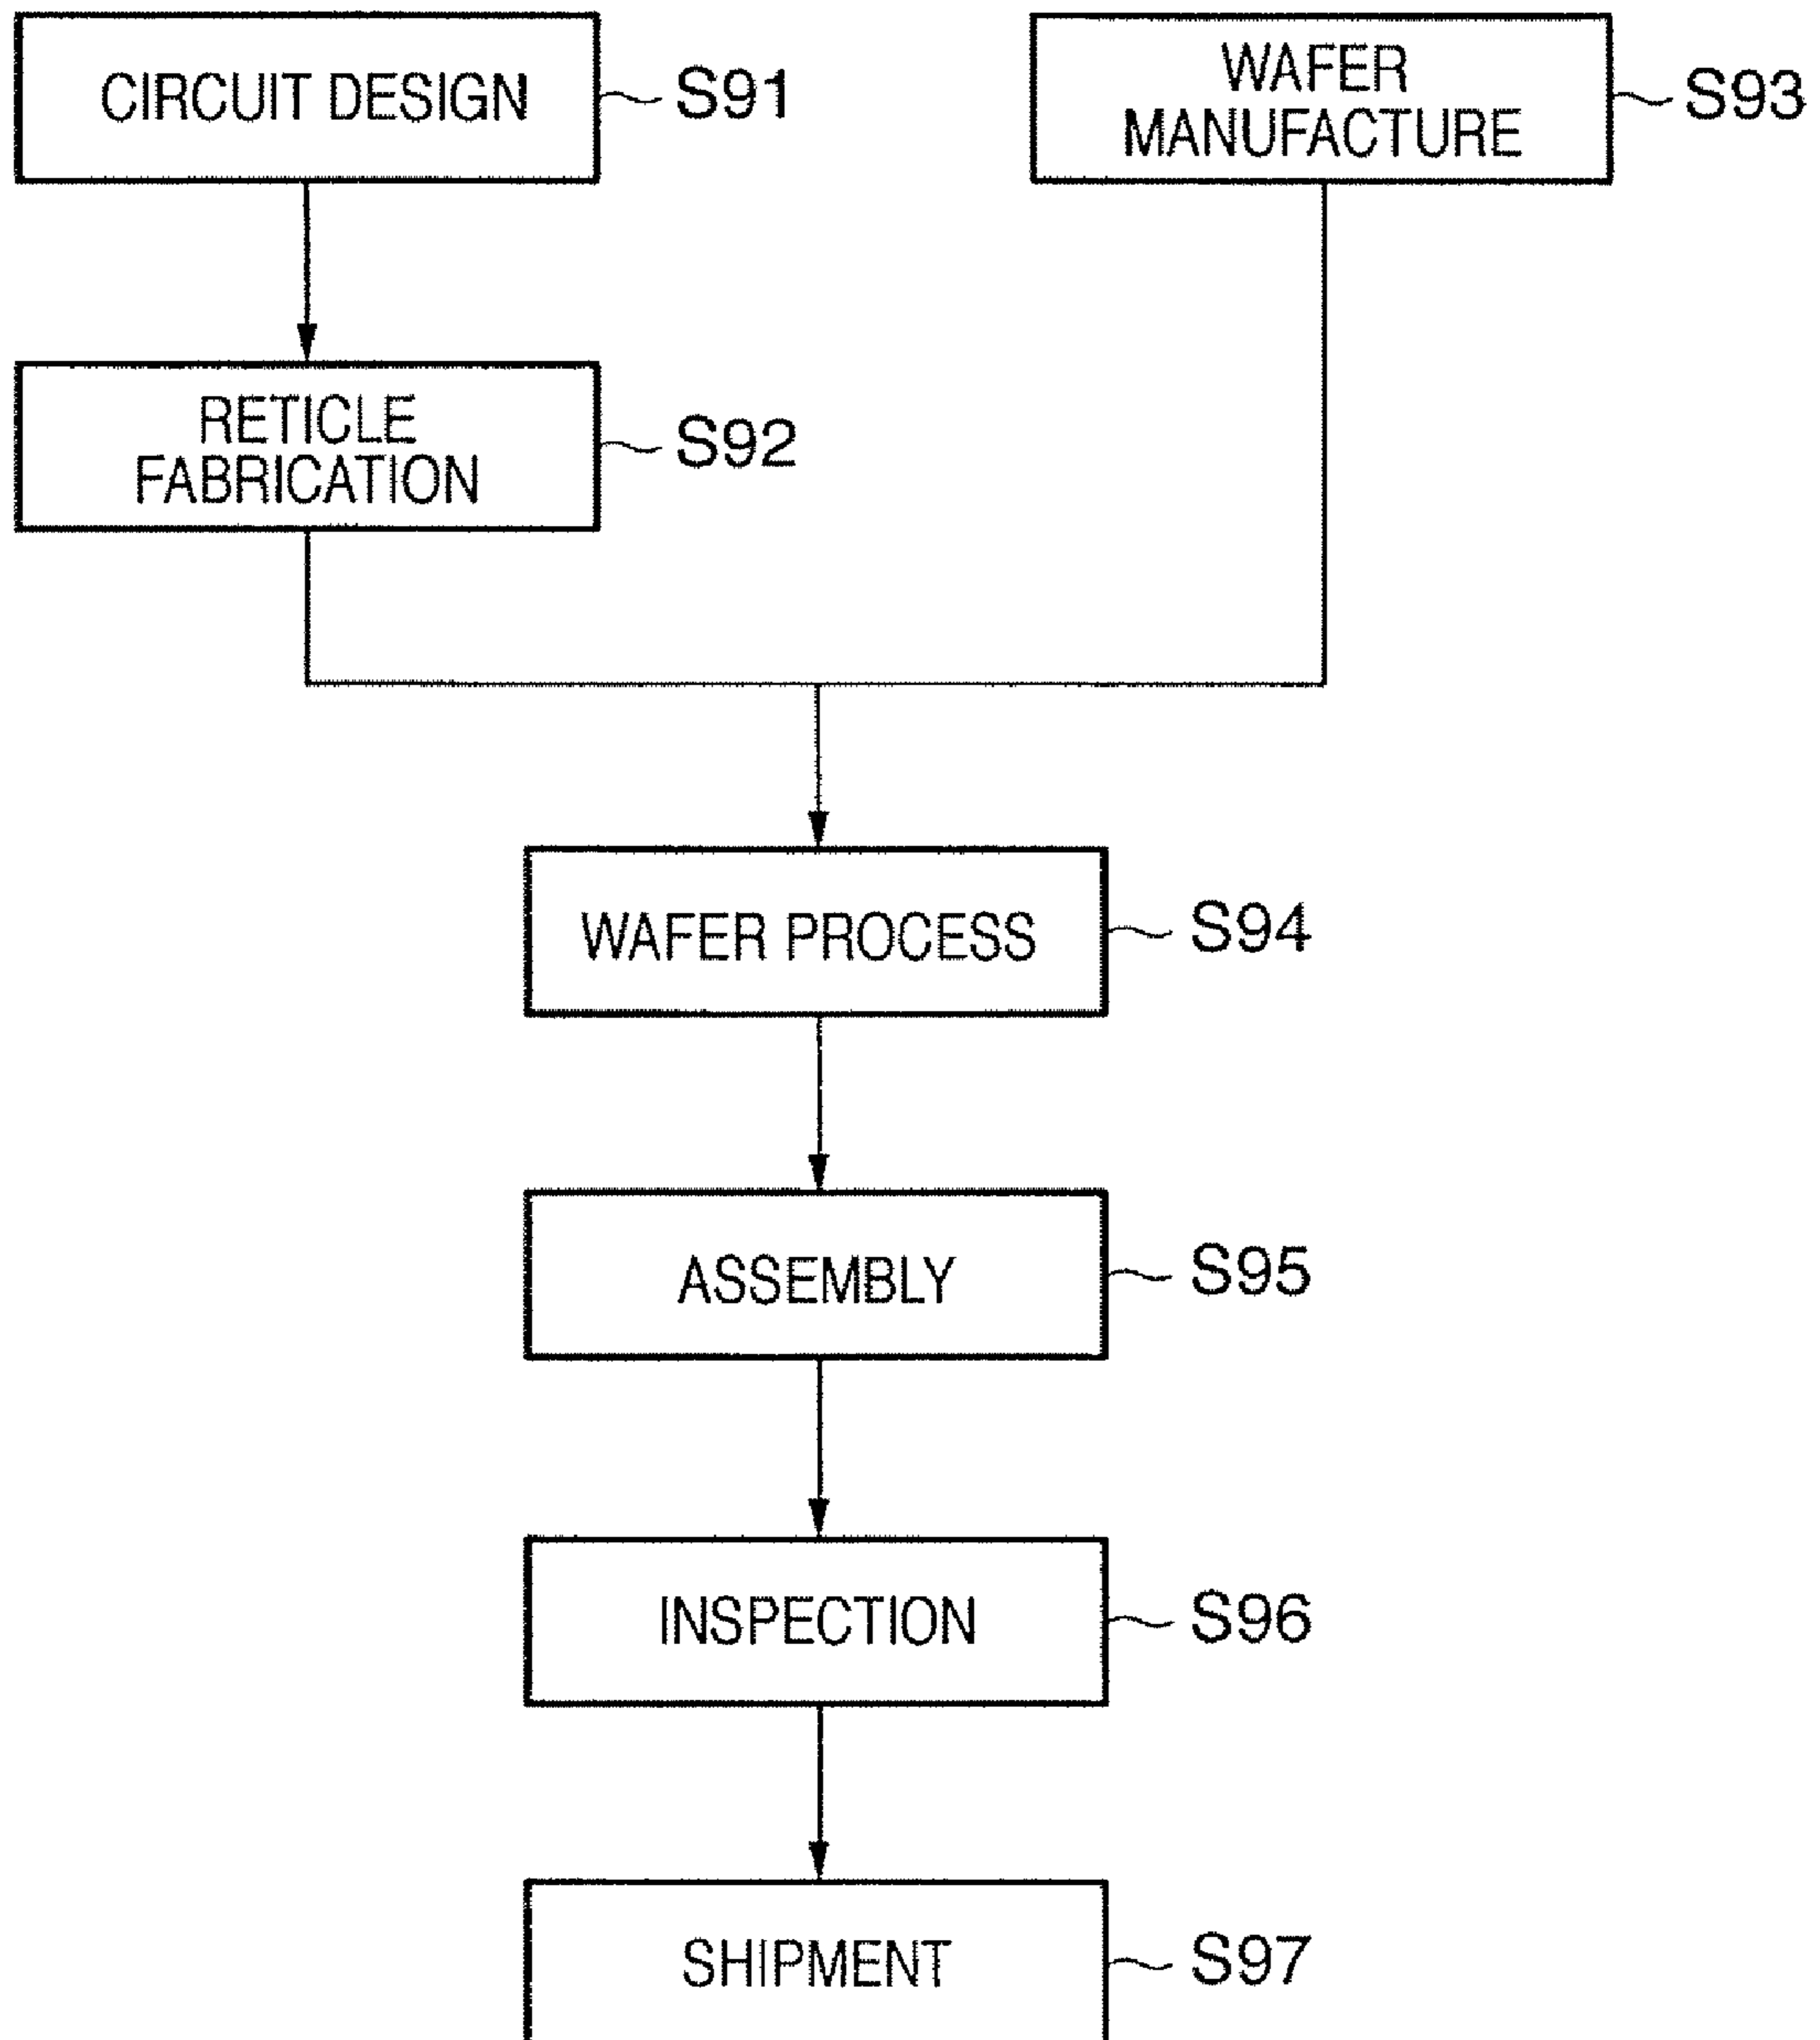 CIRCUIT DESIGN
S91
WAFER
MANUFACTURE
S93
RETICLE
FABRICATION
S92
WAFER PROCESS
S94
ASSEMBLY
S95
INSPECTION
S96
SHIPMENT
S97